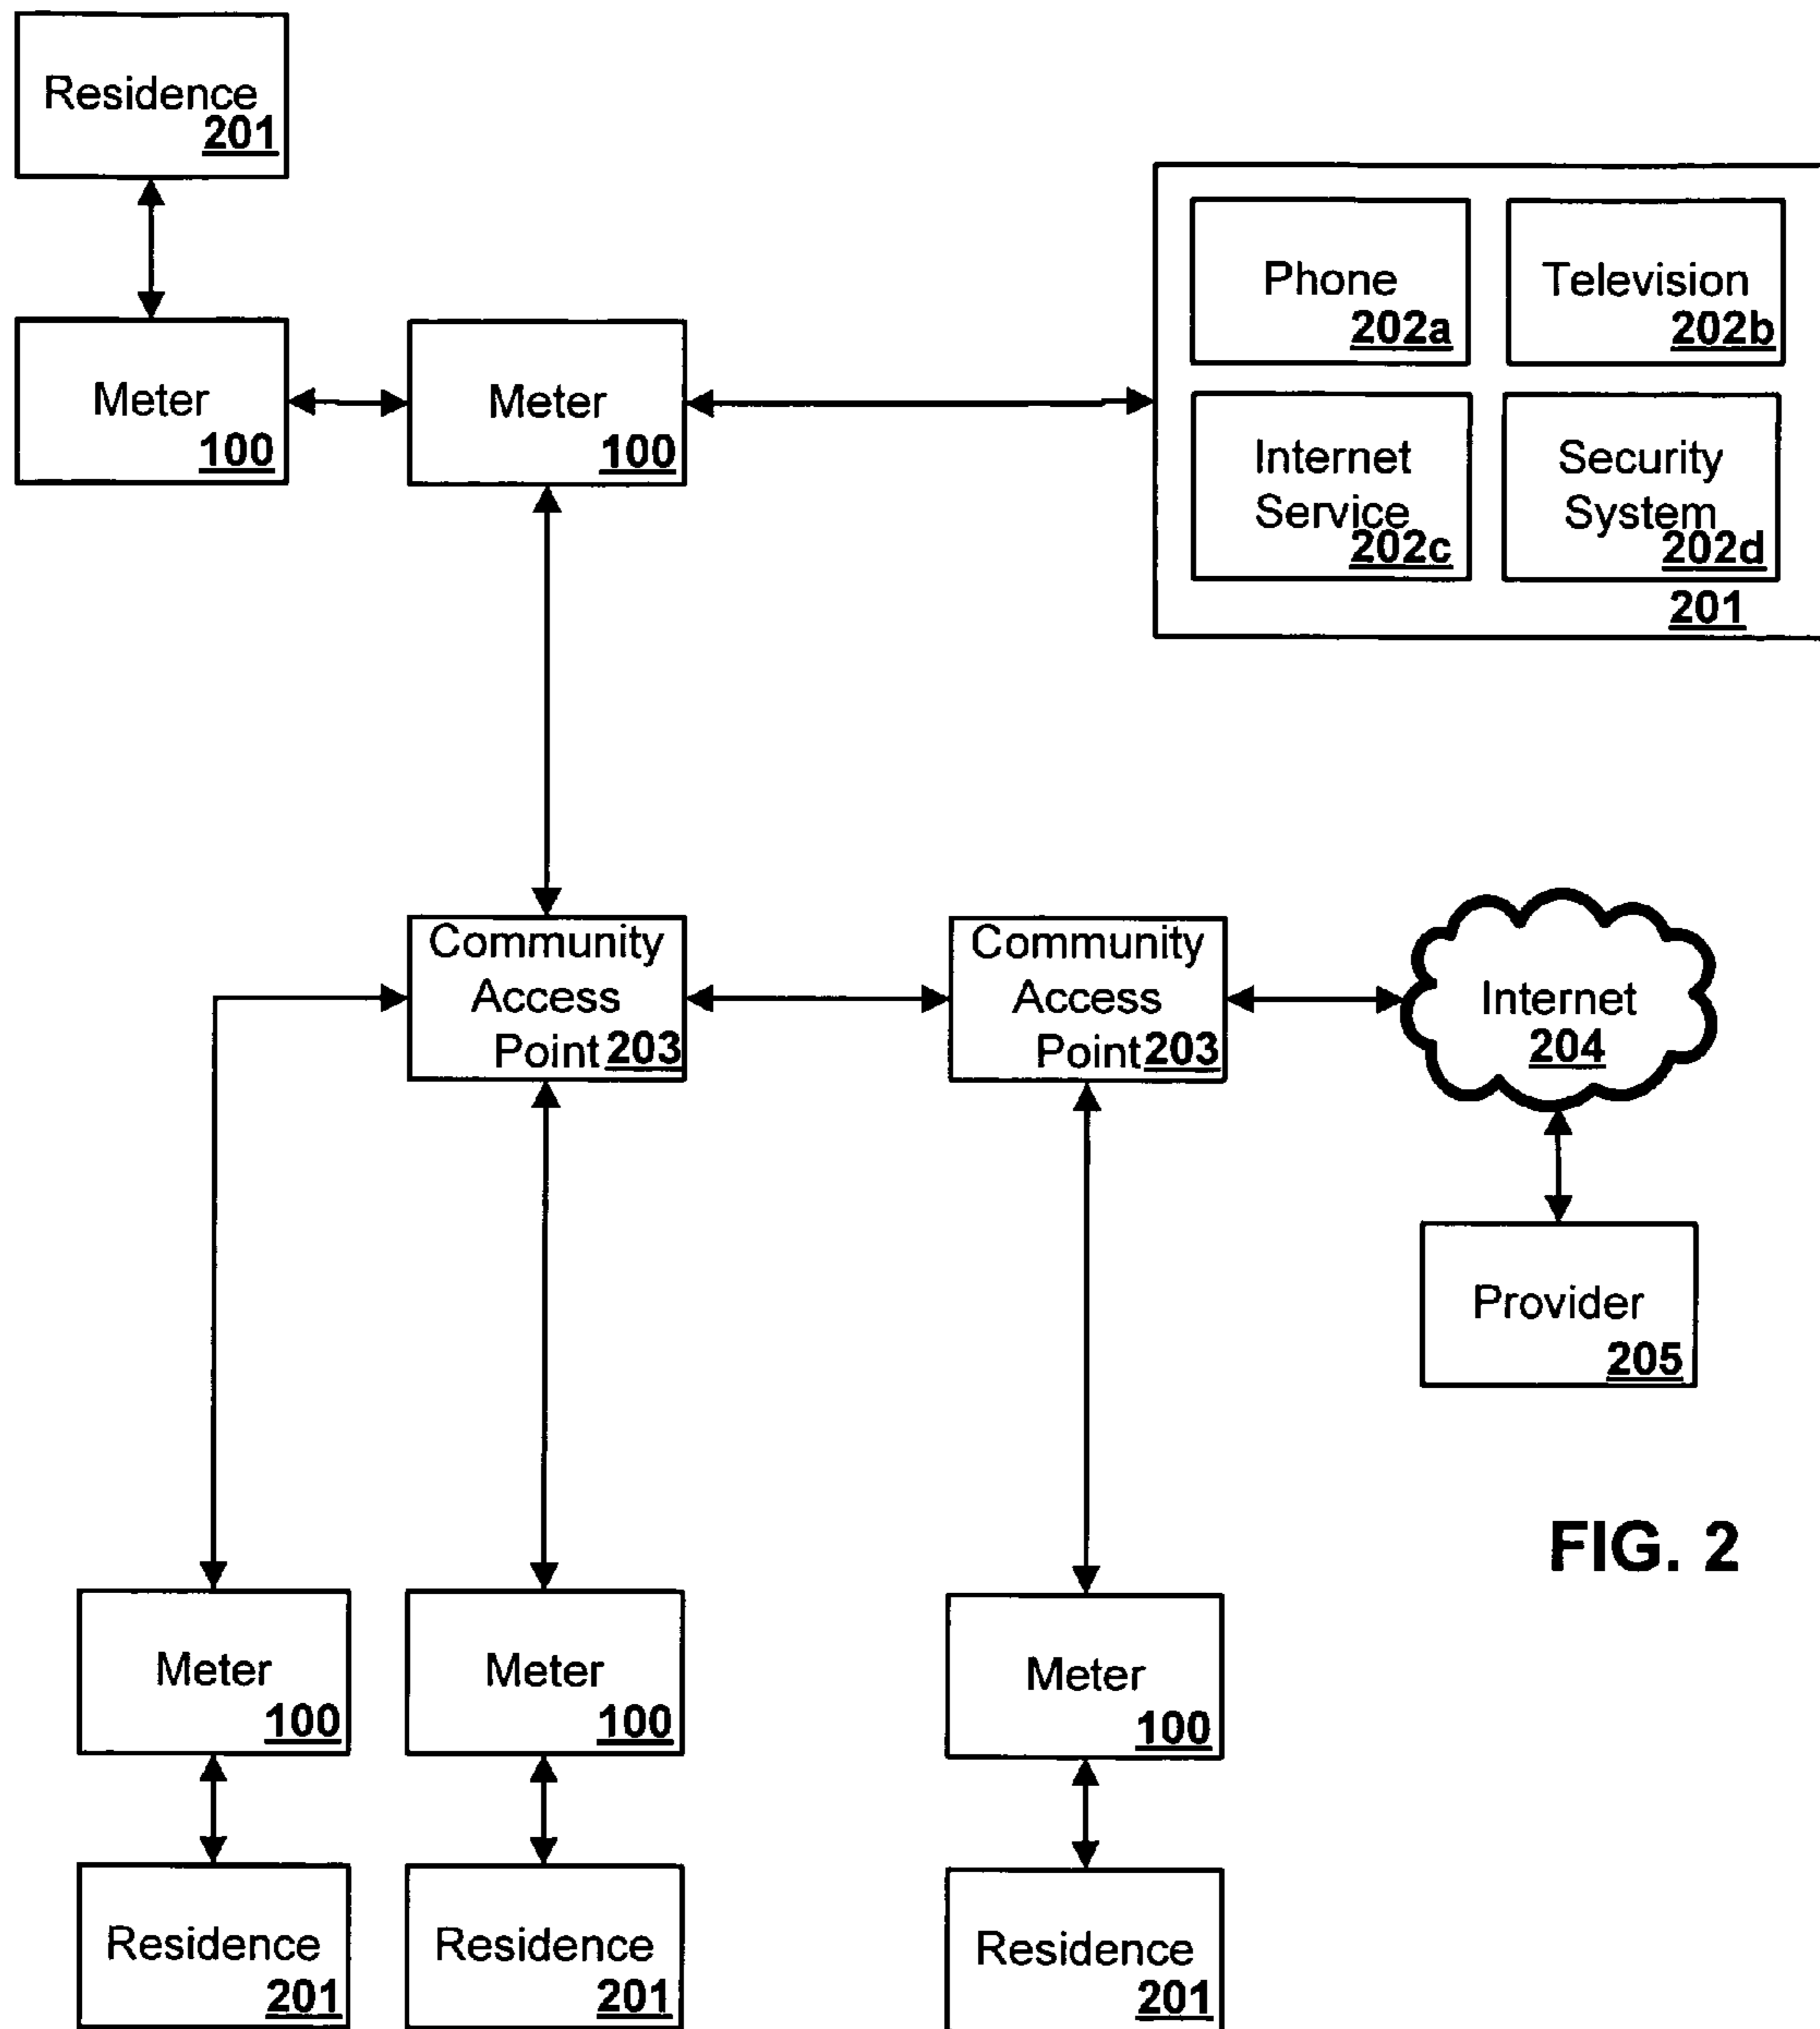 Residence
201
Meter
100
Meter
100
Phone
202a
Television
202b
Internet
Service
202c
Security
System
202d
201
Community
Access
Point 203
Community
Access
Point 203
Internet
204
Provider
205
FIG. 2
Meter
100
Meter
100
Meter
100
Residence
201
Residence
201
Residence
201